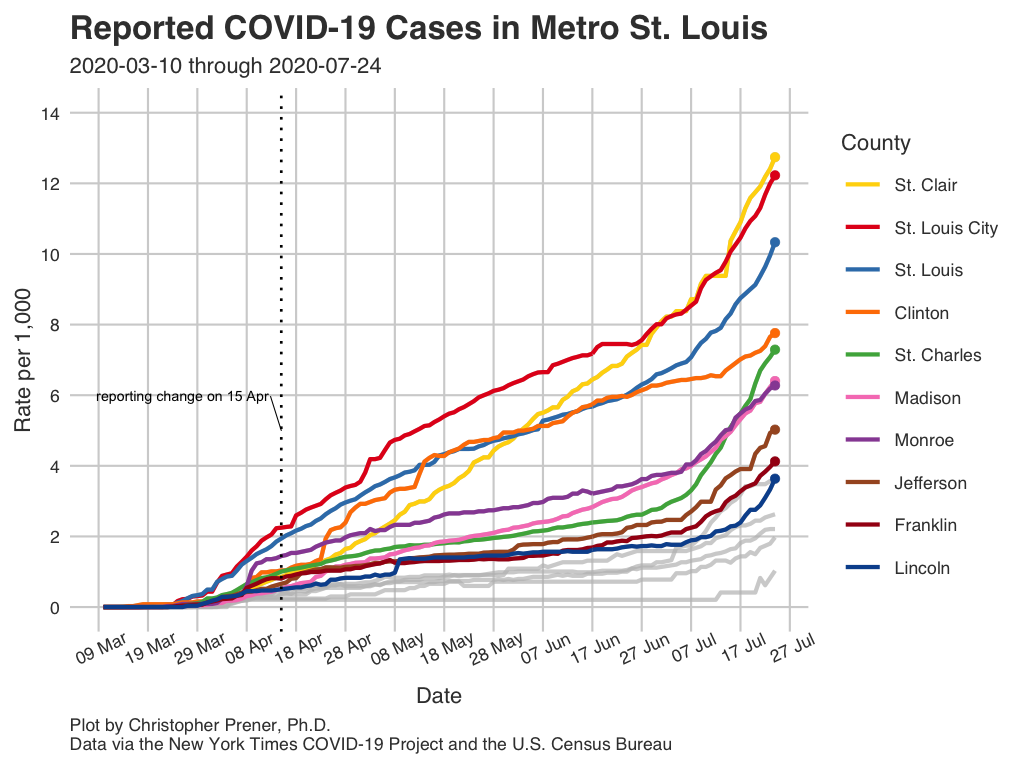 Reported COVID-19 Cases in Metro St. Louis
2020-03-10 through 2020-07-24
Rate per 1,000
14
12
10
8
6
4
2
0
reporting change on 15 Apr
09 Mar
19 Mar
29 Mar
08 Apr
18 Apr
28 Apr
08 May
18 May
28 May
07 Jun
17 Jun
27 Jun
07 Jul
17 Jul
27 Jul
Date
County
St. Clair
St. Louis City
St. Louis
Clinton
St. Charles
Madison
Monroe
Jefferson
Franklin
Lincoln
Plot by Christopher Prener, Ph.D.
Data via the New York Times COVID-19 Project and the U.S. Census Bureau